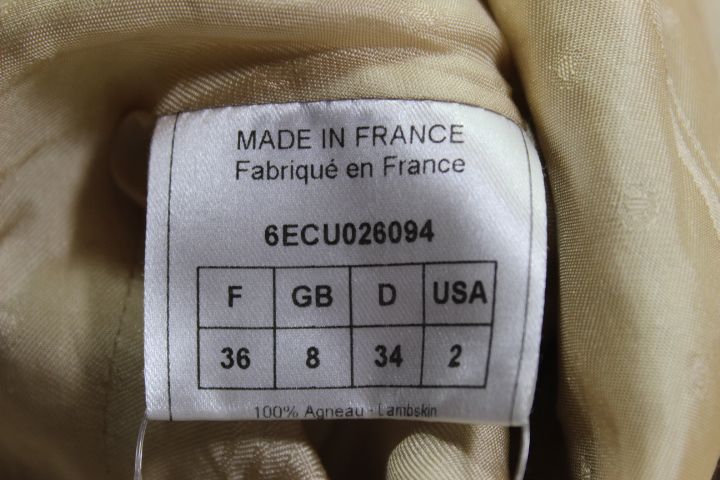 MADE IN FRANCE
Fabriqué en France
6ECU026094
F GB D USA
36 8 34 2
100% Agneau - Lambskin